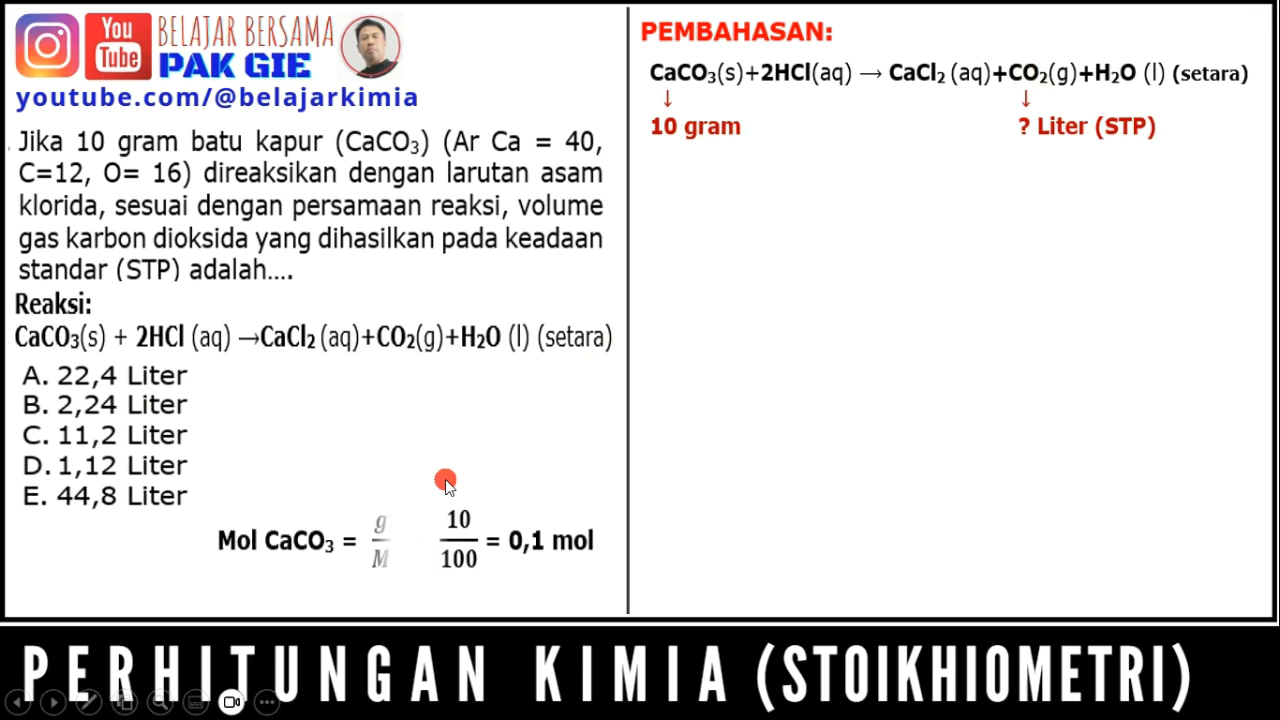 You
Tube
BELAJAR BERSAMA
PAK GIE
youtube.com/@belajarkimia
Jika 10 gram batu kapur (CaCO₃) (Ar Ca = 40,
C=12, O= 16) direaksikan dengan larutan asam
klorida, sesuai dengan persamaan reaksi, volume
gas karbon dioksida yang dihasilkan pada keadaan
standar (STP) adalah....
Reaksi:
CaCO₃(s) + 2HCl (aq) →CaCl₂ (aq)+CO₂(g)+H₂O (l) (setara)
A. 22,4 Liter
B. 2,24 Liter
C. 11,2 Liter
D. 1,12 Liter
E. 44,8 Liter
g 10
Mol CaCO₃ = = 0,1 mol
M 100
PEMBAHASAN:
CaCO₃(s)+2HCl(aq) → CaCl₂ (aq)+CO₂(g)+H₂O (l) (setara)
↓ ↓
10 gram ? Liter (STP)
PERHITUNGAN KIMIA (STOIKHIOMETRI)